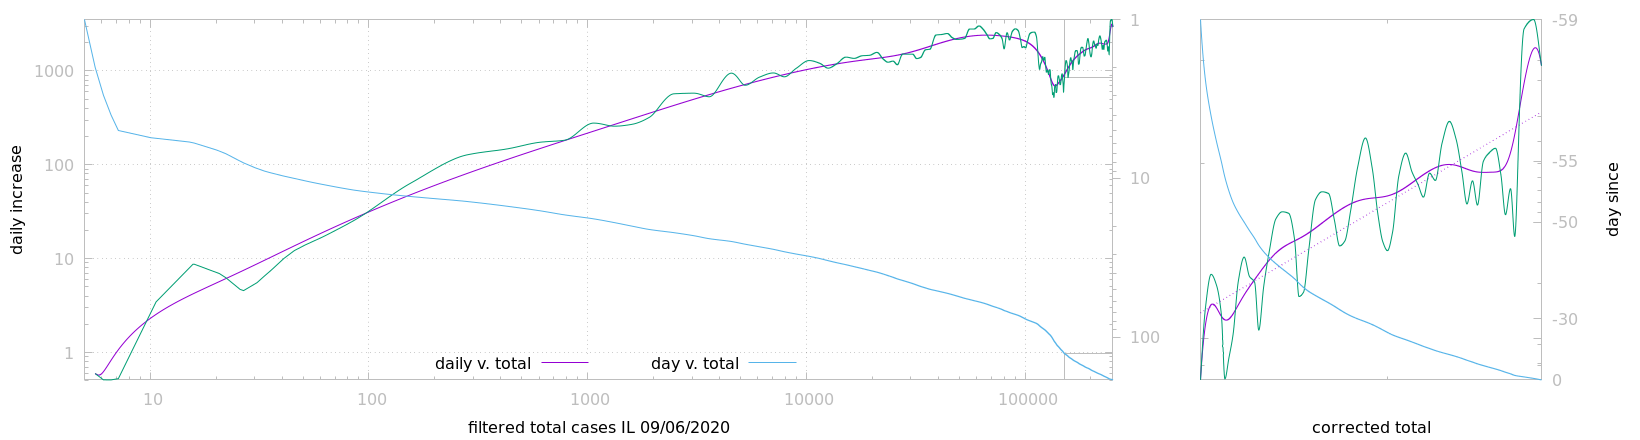 1000
100
10
1
daily increase
10
100
1000
10000
100000
1
10
100
daily v. total
day v. total
filtered total cases IL 09/06/2020
-59
-55
-50
-30
0
day since
corrected total